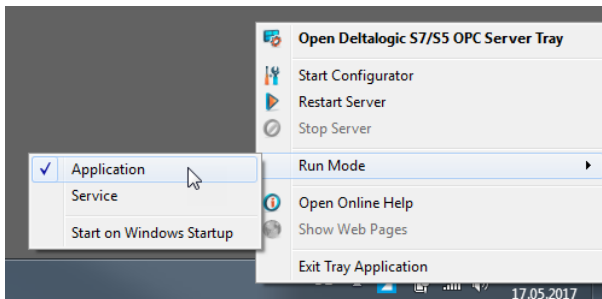 Open Deltalogic S7/S5 OPC Server Tray
Start Configurator
Restart Server
Stop Server
Run Mode
Application
Service
Start on Windows Startup
Open Online Help
Show Web Pages
Exit Tray Application
17.05.2017